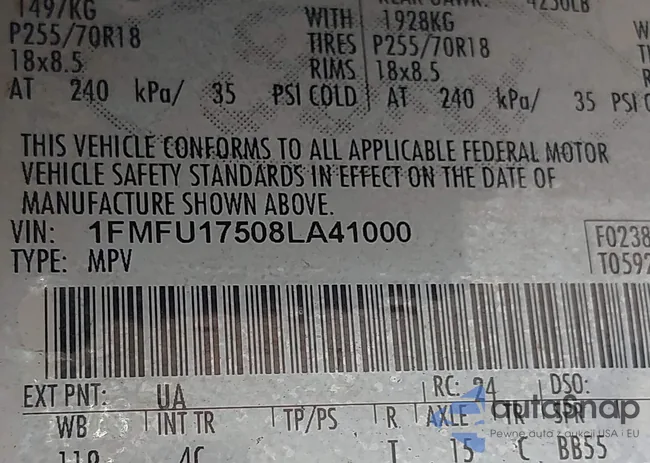 1497KG WITH 1928KG
P255/70R18 TIRES P255/70R18
18x8.5 RIMS 18x8.5
AT 240 kPa/ 35 PSI COLD AT 240 kPa/ 35 PSI
THIS VEHICLE CONFORMS TO ALL APPLICABLE FEDERAL MOTOR
VEHICLE SAFETY STANDARDS IN EFFECT ON THE DATE OF
MANUFACTURE SHOWN ABOVE.
VIN: 1FMFU17508LA41000 F0238
TYPE: MPV T0592
EXT PNT: UA RC: 24 DSO:
WB INT TR TP/PS R AXLE TR SPR
119 4C T 15 C BB55
autoSnap
Pewne auta z aukcji USA i EU